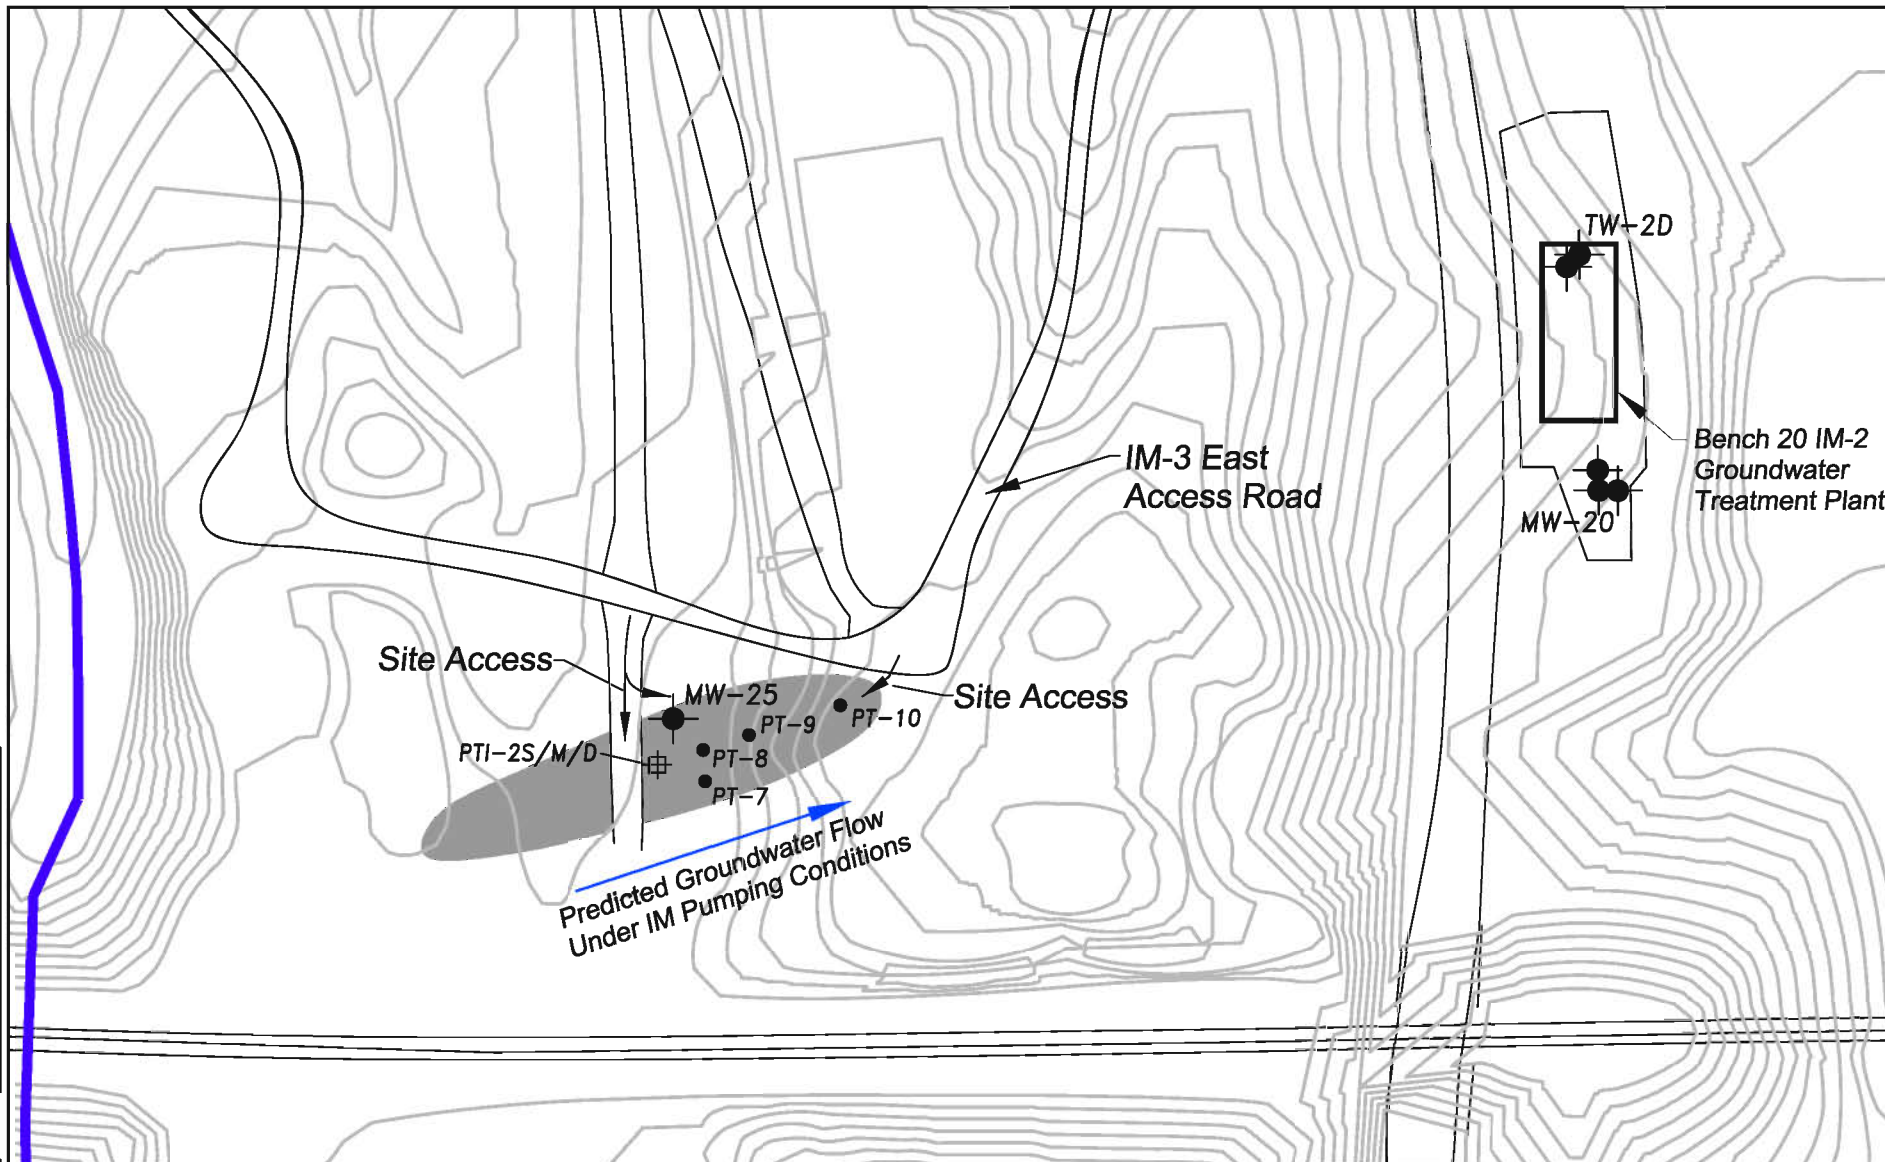 TW-2D
Bench 20 IM-2
Groundwater
Treatment Plant
MW-20
IM-3 East
Access Road
Site Access
MW-25
Site Access
PT-10
PT-9
PTI-2S/M/D
PT-8
PT-7
Predicted Groundwater Flow
Under IM Pumping Conditions